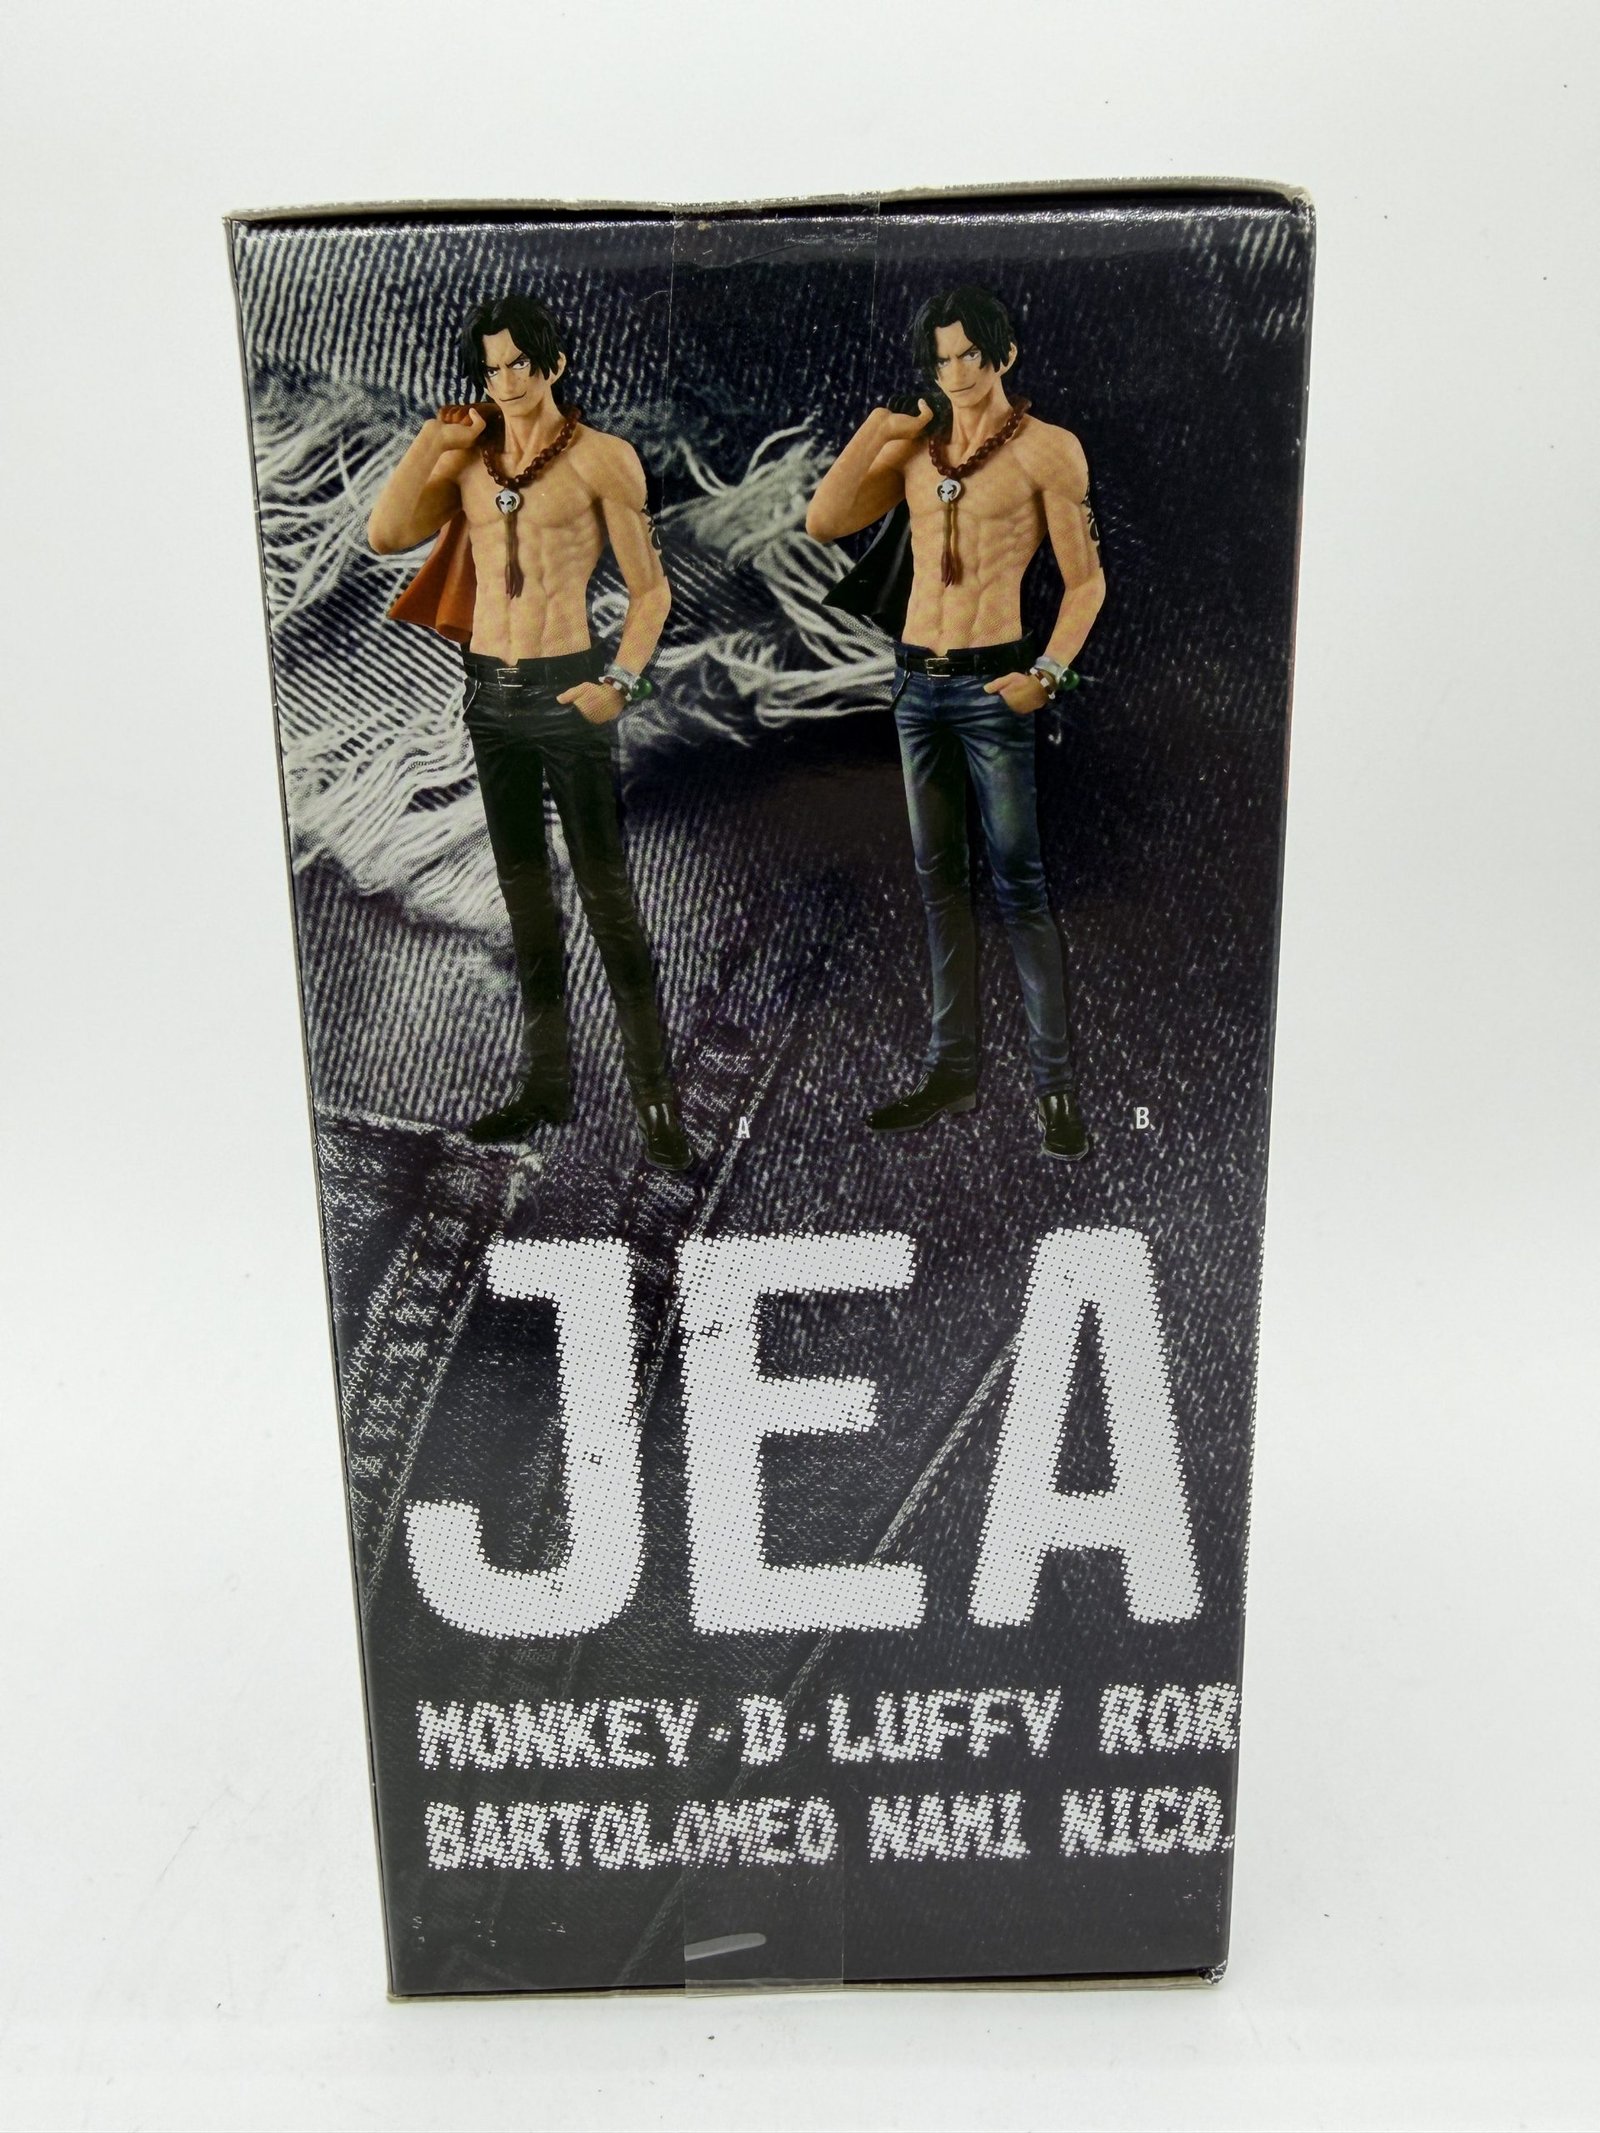 A B
JEA
MONKEY·D·LUFFY ROR
BARTOLOMEO NAMI NICO.